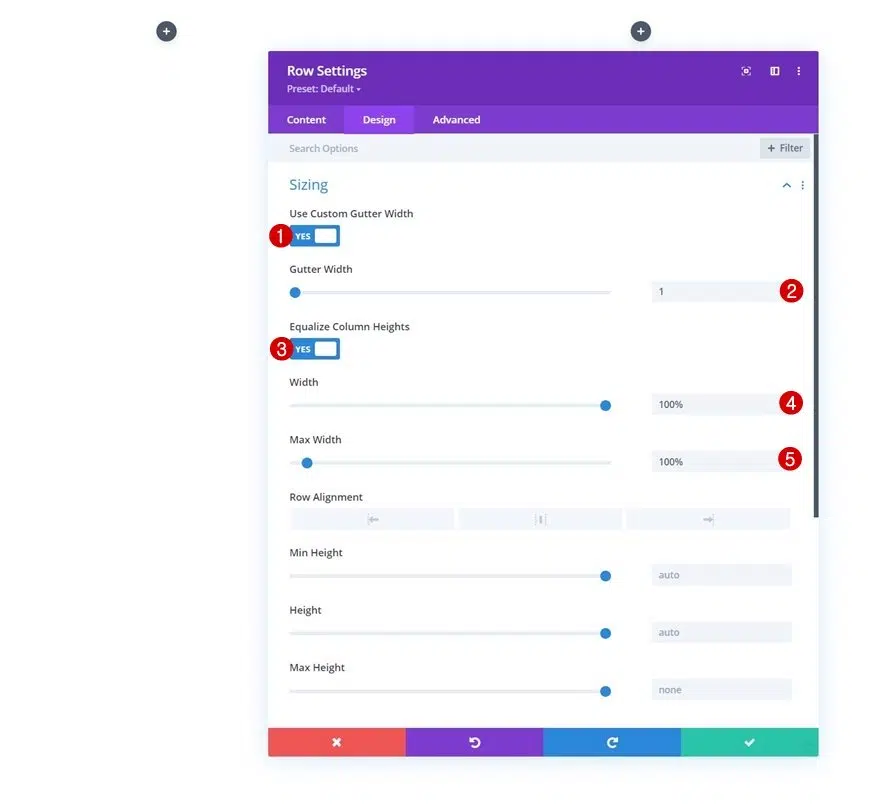 Row Settings
Preset: Default
Content Design Advanced
Search Options + Filter
Sizing
Use Custom Gutter Width
1 YES
Gutter Width
1 2
Equalize Column Heights
3 YES
Width
100% 4
Max Width
100% 5
Row Alignment
Min Height
auto
Height
auto
Max Height
none